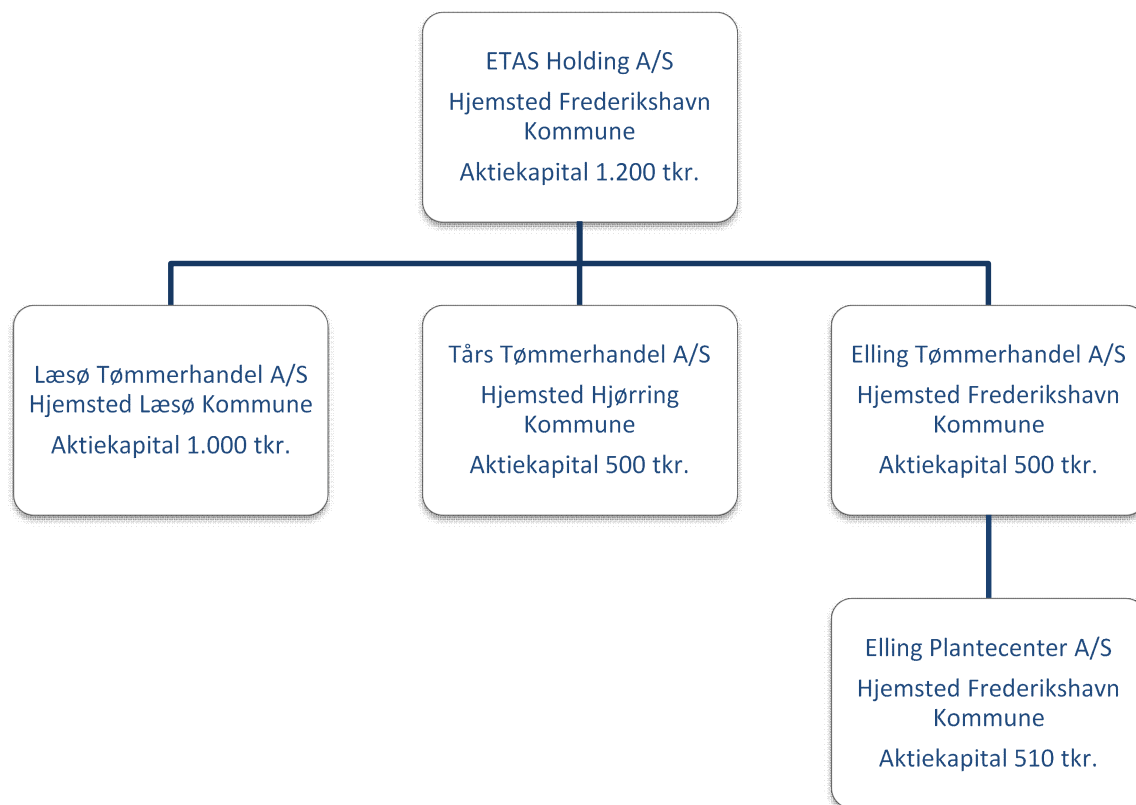 ETAS Holding A/S
Hjemsted Frederikshavn
Kommune
Aktiekapital 1.200 tkr.
Læsø Tømmerhandel A/S
Hjemsted Læsø Kommune
Aktiekapital 1.000 tkr.
Tårs Tømmerhandel A/S
Hjemsted Hjørring
Kommune
Aktiekapital 500 tkr.
Elling Tømmerhandel A/S
Hjemsted Frederikshavn
Kommune
Aktiekapital 500 tkr.
Elling Plantecenter A/S
Hjemsted Frederikshavn
Kommune
Aktiekapital 510 tkr.